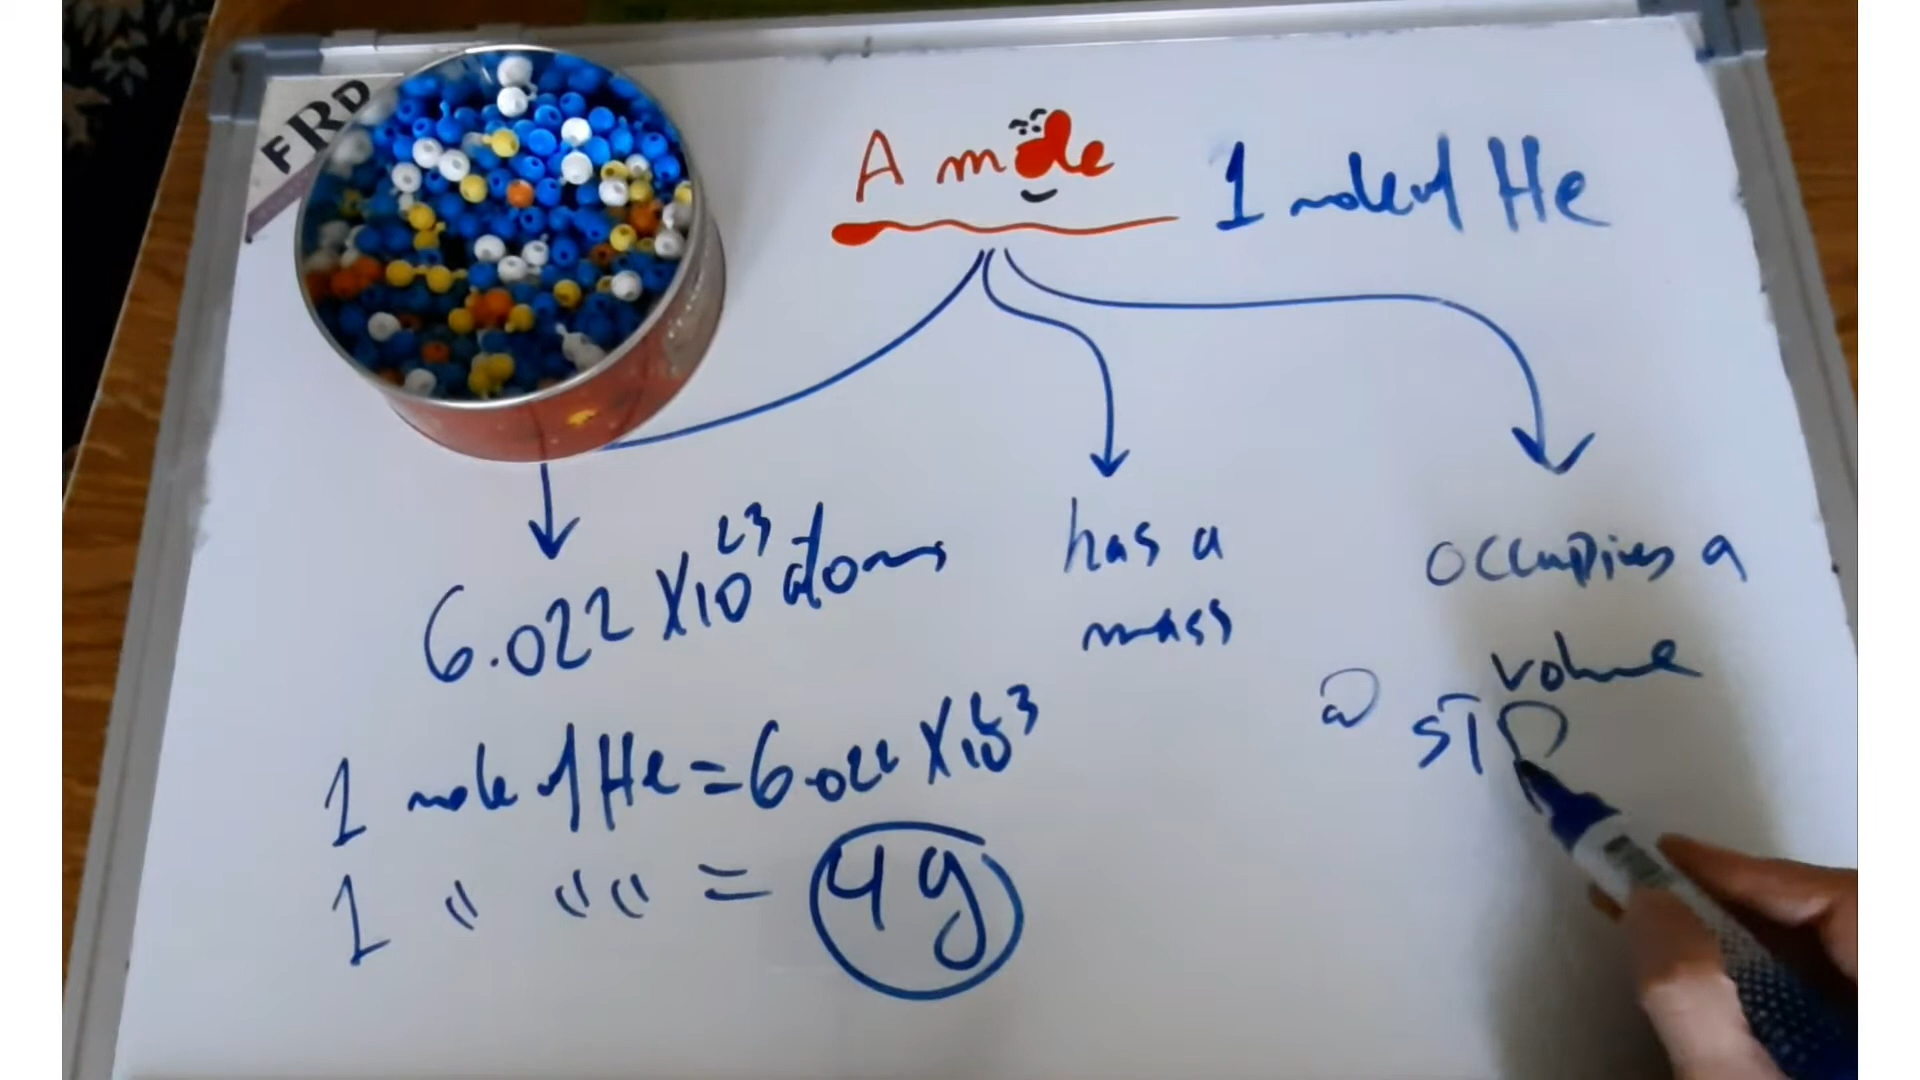 FRD
A mole
1 mole of He
6.022 X10^23 atoms
has a
mass
occupies a
volume
@ STP
1 mole of He = 6.022 X10^23
1 " " " = 4g